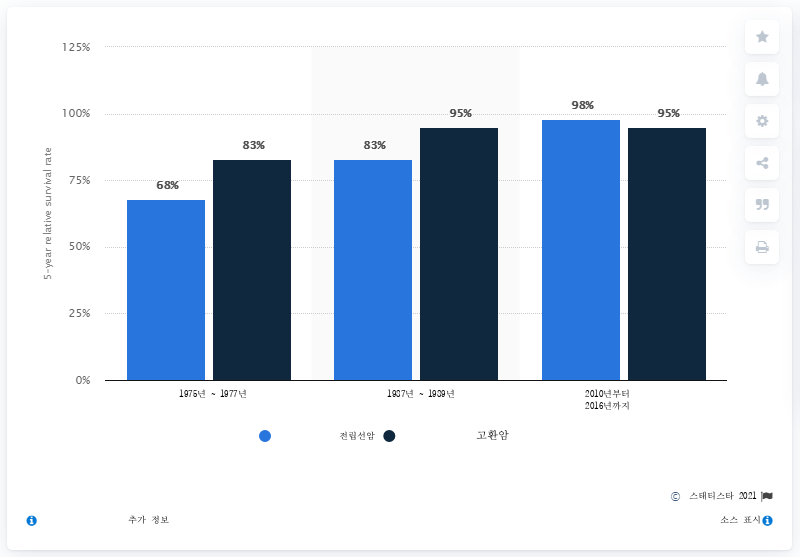 125%
98%
100%
95%
95%
83%
83%
75%
68%
5-year relative survival rate
50%
25%
0%
1975년 ~ 1977년
1987년 ~ 1989년
2010년부터
2016년까지
전립선암
고환암
© 스태티스타 2021
추가 정보
소스 표시